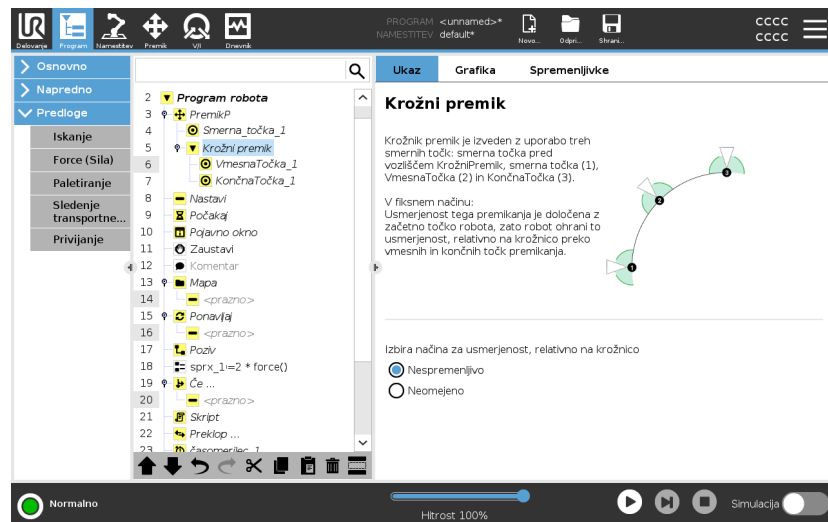 PROGRAM <unnamed>*
NAMESTITEV default*
Delovanje
Program
Namestitev
Premik
V/I
Dnevnik
Novo...
Odpri...
Shrani...
CCCC
CCCC
Osnovno
Napredno
Predloge
Iskanje
Force (Sila)
Paletiranje
Sledenje
transportne...
Privijanje
2 Program robota
3 PremikP
4 Smerna_točka_1
5 Krožni premik
6 VmesnaTočka_1
7 KončnaTočka_1
8 Nastavi
9 Počakaj
10 Pojavno okno
11 Zaustavi
12 Komentar
13 Mapa
14 <prazno>
15 Ponavljaj
16 <prazno>
17 Poziv
18 sprx_1≔2 * force()
19 Če ...
20 <prazno>
21 Skript
22 Preklop ...
23 časomerilec_1
Ukaz
Grafika
Spremenljivke
Krožni premik
Krožnik premik je izveden z uporabo treh
smernih točk: smerna točka pred
vozliščem KrožniPremik, smerna točka (1),
VmesnaTočka (2) in KončnaTočka (3).
V fiksnem načinu:
Usmerjenost tega premikanja je določena z
začetno točko robota, zato robot ohrani to
usmerjenost, relativno na krožnico preko
vmesnih in končnih točk premikanja.
1
2
3
Izbira načina za usmerjenost, relativno na krožnico
Nespremenljivo
Neomejeno
Normalno
Hitrost 100%
Simulacija